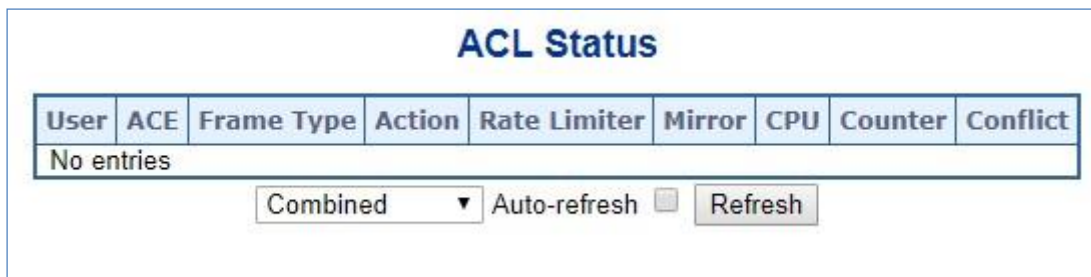 ACL Status
User ACE Frame Type Action Rate Limiter Mirror CPU Counter Conflict
No entries
Combined Auto-refresh Refresh